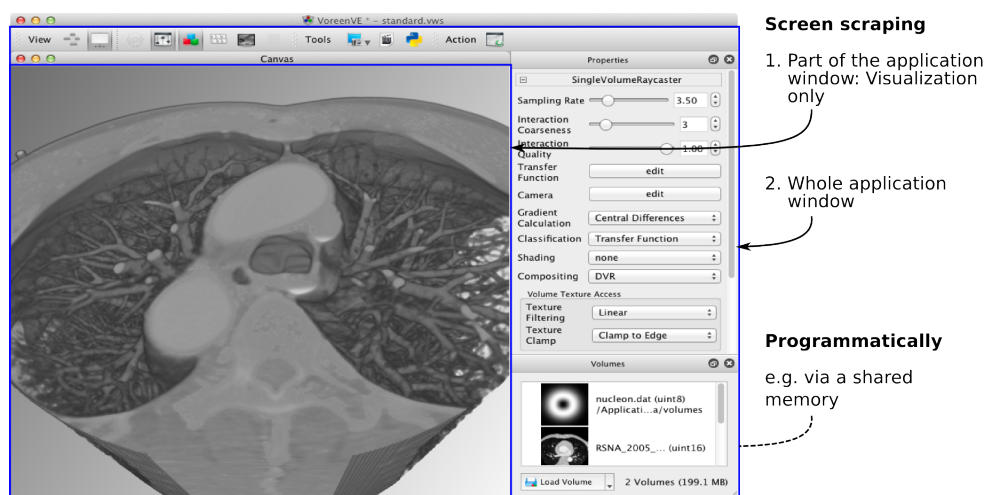 VoreenVE * – standard.vws
View
Tools
Action
Canvas
Properties
SingleVolumeRaycaster
Sampling Rate 3.50
Interaction
Coarseness
3
Interaction
Quality
1.00
Transfer
Function
edit
Camera edit
Gradient
Calculation
Central Differences
Classification Transfer Function
Shading none
Compositing DVR
Volume Texture Access
Texture
Filtering
Linear
Texture
Clamp
Clamp to Edge
Volumes
nucleon.dat (uint8)
/Applicati...a/volumes
RSNA_2005_... (uint16)
Load Volume
2 Volumes (199.1 MB)
Screen scraping
1. Part of the application
window: Visualization
only
2. Whole application
window
Programmatically
e.g. via a shared
memory